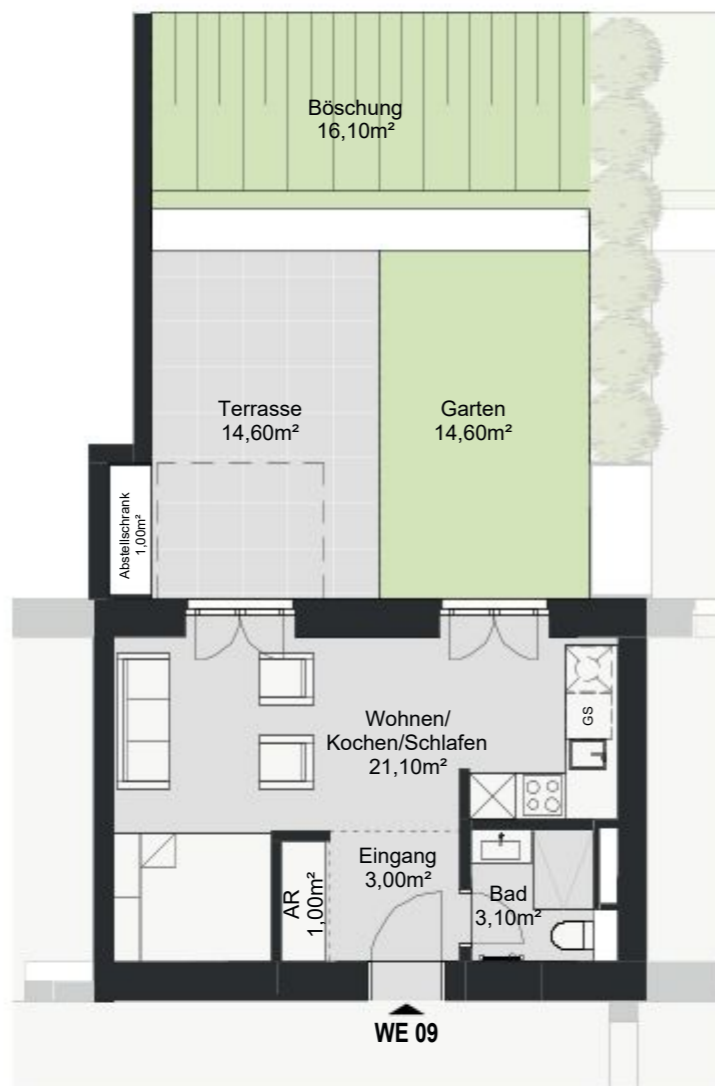 Böschung
16,10m²
Terrasse
14,60m²
Garten
14,60m²
Abstellschrank
1,00m²
Wohnen/
Kochen/Schlafen
21,10m²
GS
Eingang
3,00m²
AR
1,00m²
Bad
3,10m²
WE 09